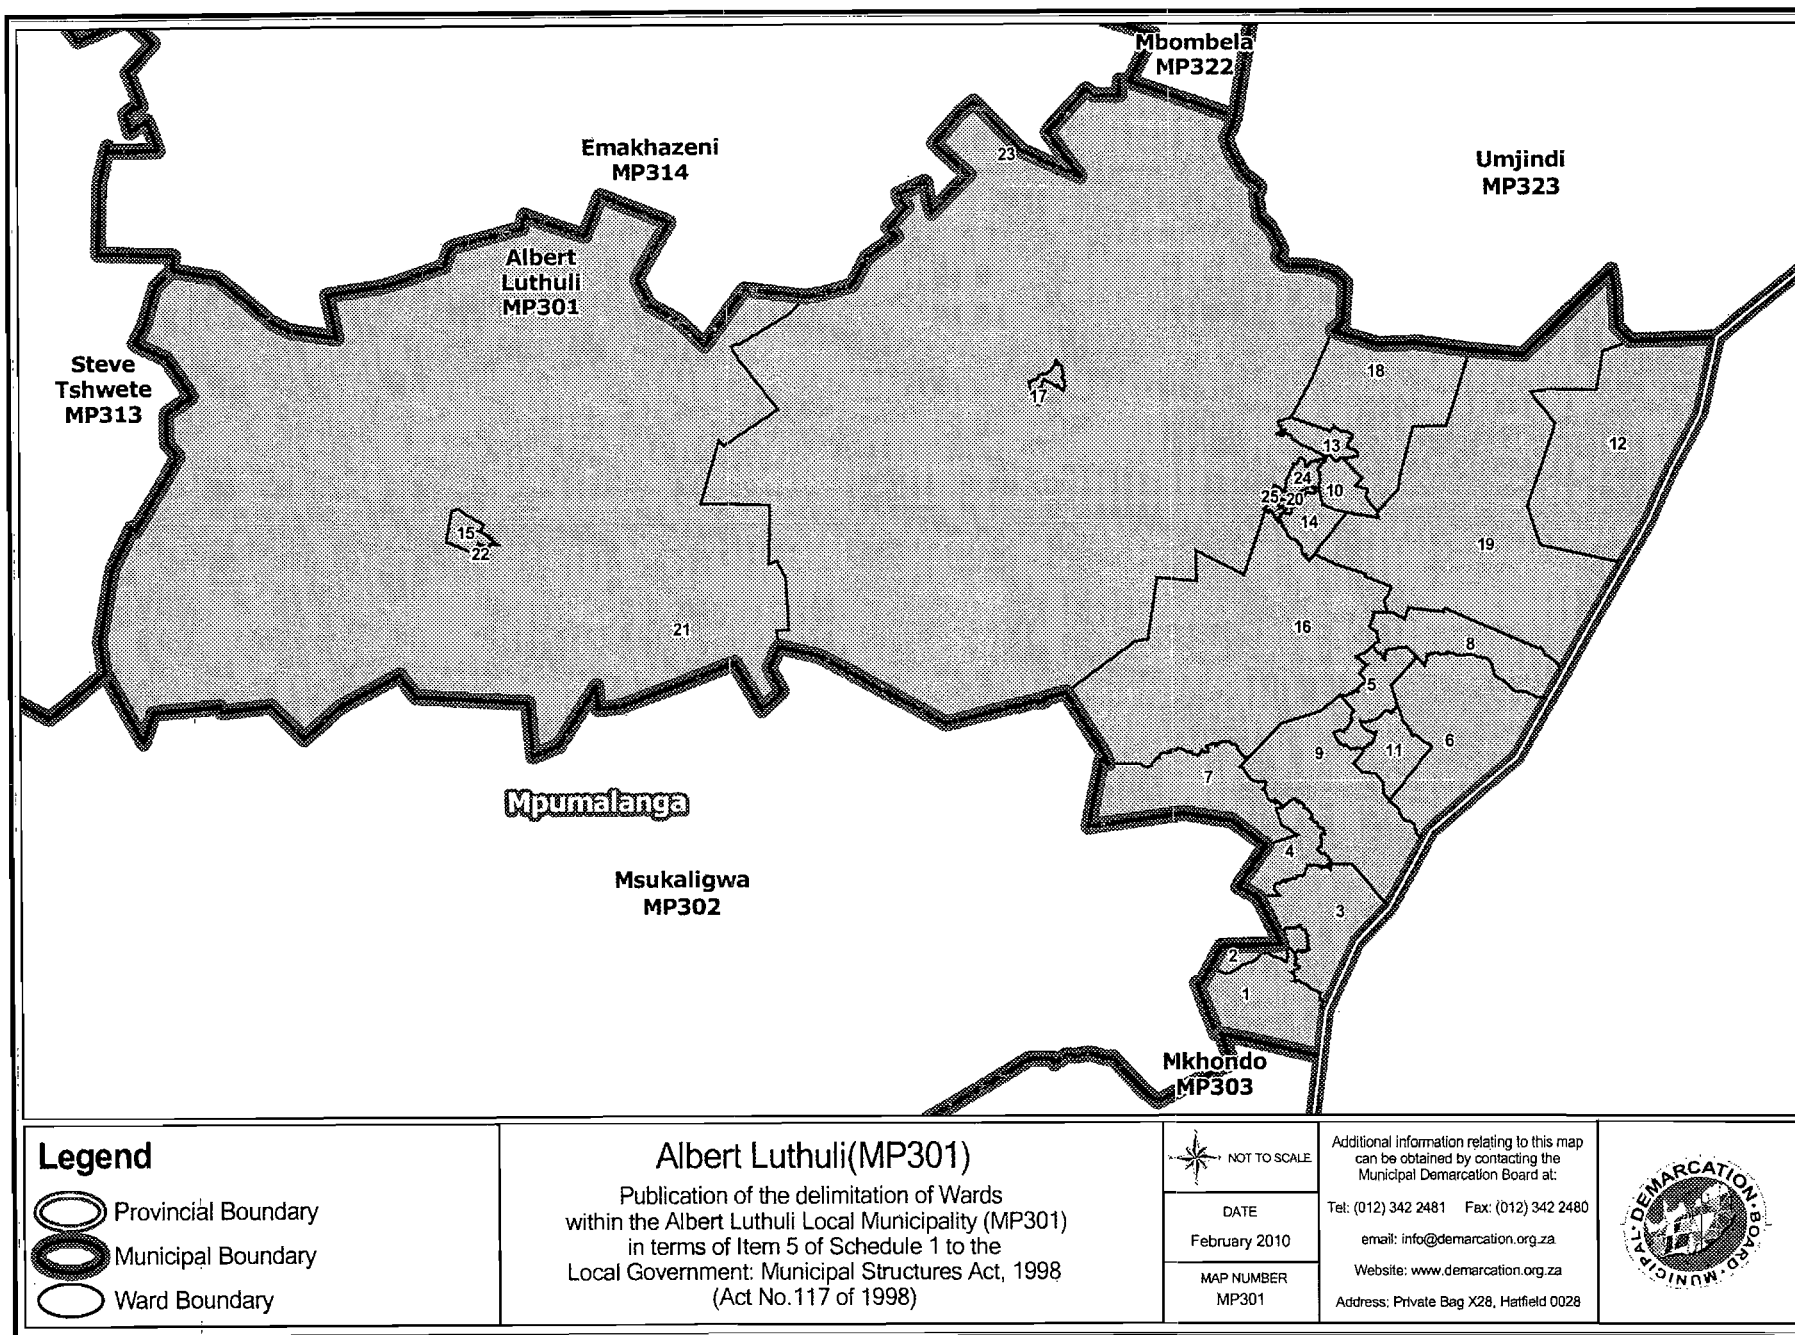 Mbombela
MP322
Emakhazeni
MP314
Umjindi
MP323
23
Albert
Luthuli
MP301
Steve
Tshwete
MP313
18
17
12
13
24
25
20
10
14
15
22
19
21
16
8
5
6
9
11
7
Mpumalanga
4
Msukaligwa
MP302
3
2
1
Mkhondo
MP303
Legend
Provincial Boundary
Municipal Boundary
Ward Boundary
Albert Luthuli(MP301)
Publication of the delimitation of Wards
within the Albert Luthuli Local Municipality (MP301)
in terms of Item 5 of Schedule 1 to the
Local Government: Municipal Structures Act, 1998
(Act No.117 of 1998)
NOT TO SCALE
DATE
February 2010
MAP NUMBER
MP301
Additional information relating to this map
can be obtained by contacting the
Municipal Demarcation Board at:
Tel: (012) 342 2481 Fax: (012) 342 2480
email: info@demarcation.org.za
Website: www.demarcation.org.za
Address: Private Bag X28, Hatfield 0028
MUNICIPAL DEMARCATION BOARD